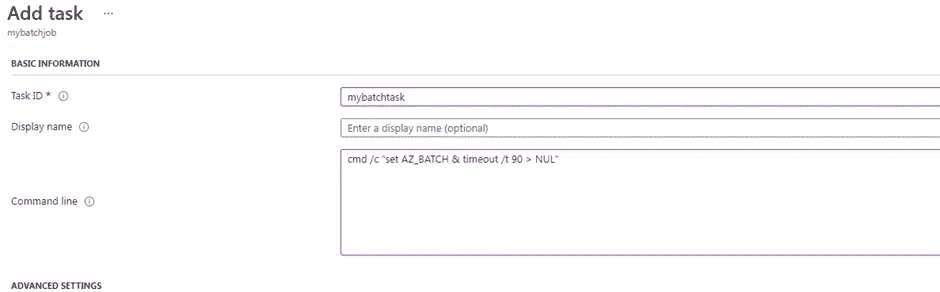 Add task ...
mybatchjob
BASIC INFORMATION
Task ID *
mybatchtask
Display name
Enter a display name (optional)
cmd /c "set AZ_BATCH & timeout /t 90 > NUL"
Command line
ADVANCED SETTINGS